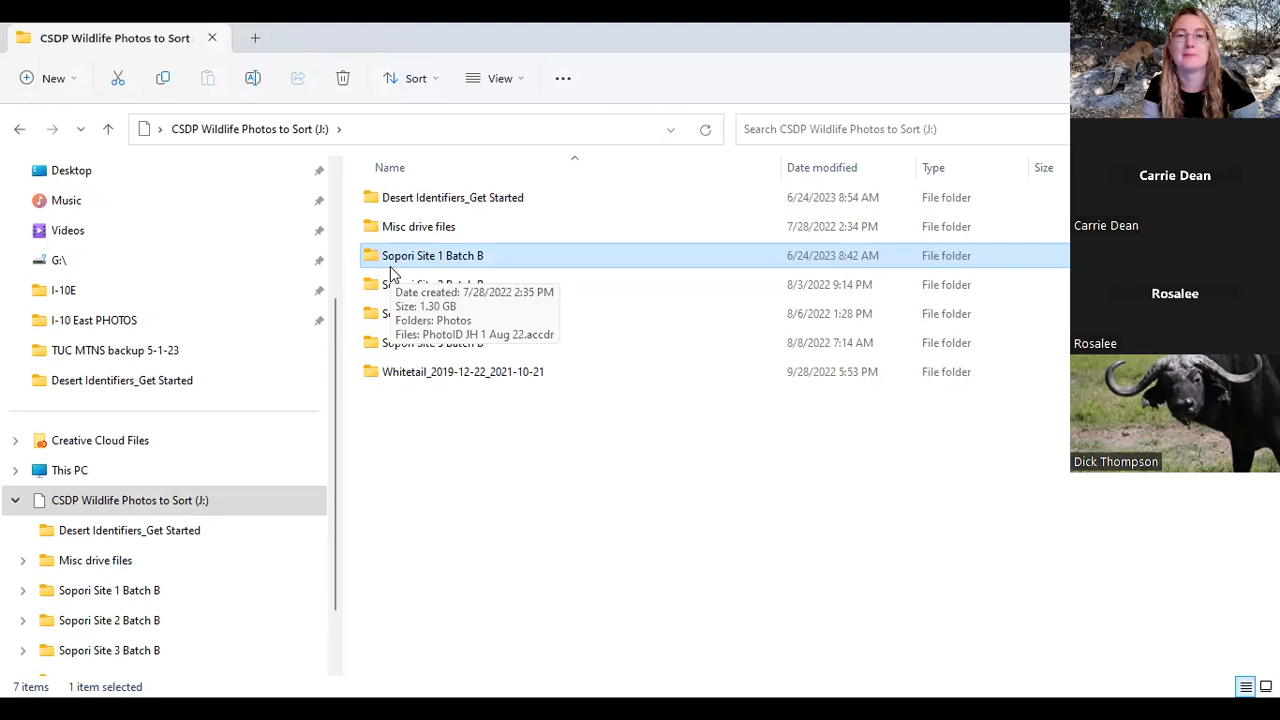 CSDP Wildlife Photos to Sort
New
Sort
View
CSDP Wildlife Photos to Sort (J:)
Search CSDP Wildlife Photos to Sort (J:)
Desktop
Music
Videos
G:\
I-10E
I-10 East PHOTOS
TUC MTNS backup 5-1-23
Desert Identifiers_Get Started
Creative Cloud Files
This PC
CSDP Wildlife Photos to Sort (J:)
Desert Identifiers_Get Started
Misc drive files
Sopori Site 1 Batch B
Sopori Site 2 Batch B
Sopori Site 3 Batch B
Name Date modified Type Size
Desert Identifiers_Get Started 6/24/2023 8:54 AM File folder
Misc drive files 7/28/2022 2:34 PM File folder
Sopori Site 1 Batch B 6/24/2023 8:42 AM File folder
8/3/2022 9:14 PM File folder
8/6/2022 1:28 PM File folder
8/8/2022 7:14 AM File folder
Whitetail_2019-12-22_2021-10-21 9/28/2022 5:53 PM File folder
Date created: 7/28/2022 2:35 PM
Size: 1.30 GB
Folders: Photos
Files: PhotoID JH 1 Aug 22.accdr
7 items 1 item selected
Carrie Dean
Carrie Dean
Rosalee
Rosalee
Dick Thompson